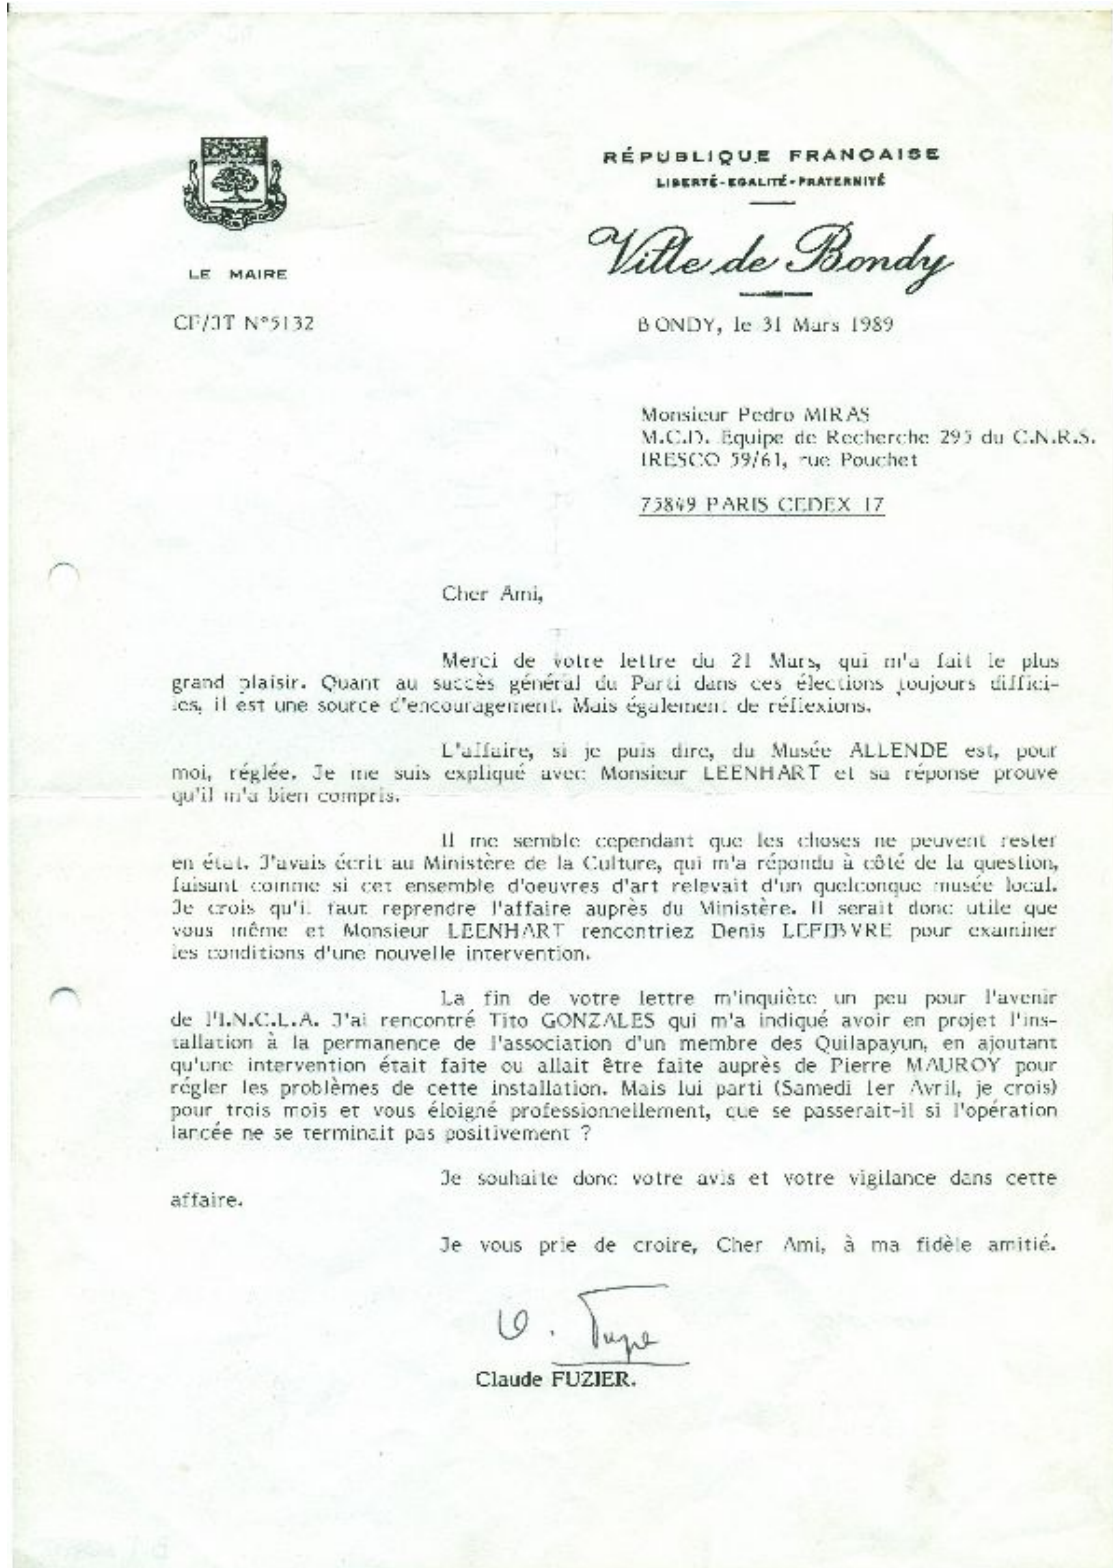 RÉPUBLIQUE FRANÇAISE
LIBERTÉ-EGALITÉ-FRATERNITÉ
Ville de Bondy
LE MAIRE
CF/JT N°5132
BONDY, le 31 Mars 1989
Monsieur Pedro MIRAS
M.C.D. Equipe de Recherche 295 du C.N.R.S.
IRESCO 59/61, rue Pouchet
75849 PARIS CEDEX 17
Cher Ami,
Merci de votre lettre du 21 Mars, qui m'a fait le plus
grand plaisir. Quant au succès général du Parti dans ces élections toujours diffici-
les, il est une source d'encouragement. Mais également de réflexions.
L'affaire, si je puis dire, du Musée ALLENDE est, pour
moi, réglée. Je me suis expliqué avec Monsieur LEENHART et sa réponse prouve
qu'il m'a bien compris.
Il me semble cependant que les choses ne peuvent rester
en état. J'avais écrit au Ministère de la Culture, qui m'a répondu à côté de la question,
faisant comme si cet ensemble d'oeuvres d'art relevait d'un quelconque musée local.
Je crois qu'il faut reprendre l'affaire auprès du Ministère. Il serait donc utile que
vous même et Monsieur LEENHART rencontriez Denis LEFEBVRE pour examiner
les conditions d'une nouvelle intervention.
La fin de votre lettre m'inquiète un peu pour l'avenir
de l'I.N.C.L.A. J'ai rencontré Tito GONZALES qui m'a indiqué avoir en projet l'ins-
tallation à la permanence de l'association d'un membre des Quilapayun, en ajoutant
qu'une intervention était faite ou allait être faite auprès de Pierre MAUROY pour
régler les problèmes de cette installation. Mais lui parti (Samedi 1er Avril, je crois)
pour trois mois et vous éloigné professionnellement, que se passerait-il si l'opération
lancée ne se terminait pas positivement ?
Je souhaite donc votre avis et votre vigilance dans cette
affaire.
Je vous prie de croire, Cher Ami, à ma fidèle amitié.
Claude FUZIER.